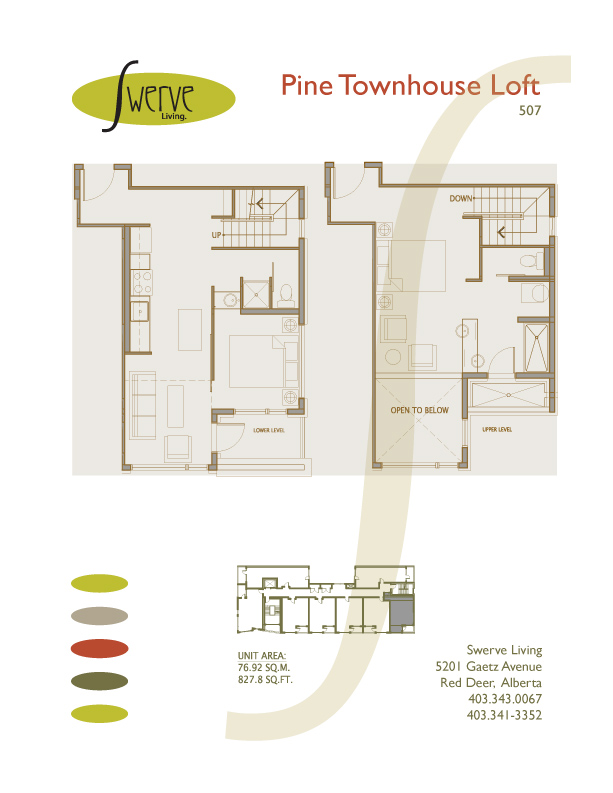 Swerve
Living.
Pine Townhouse Loft
507
UP
DOWN
LOWER LEVEL
OPEN TO BELOW
UPPER LEVEL
UNIT AREA:
76.92 SQ.M.
827.8 SQ.FT.
Swerve Living
5201 Gaetz Avenue
Red Deer, Alberta
403.343.0067
403.341-3352